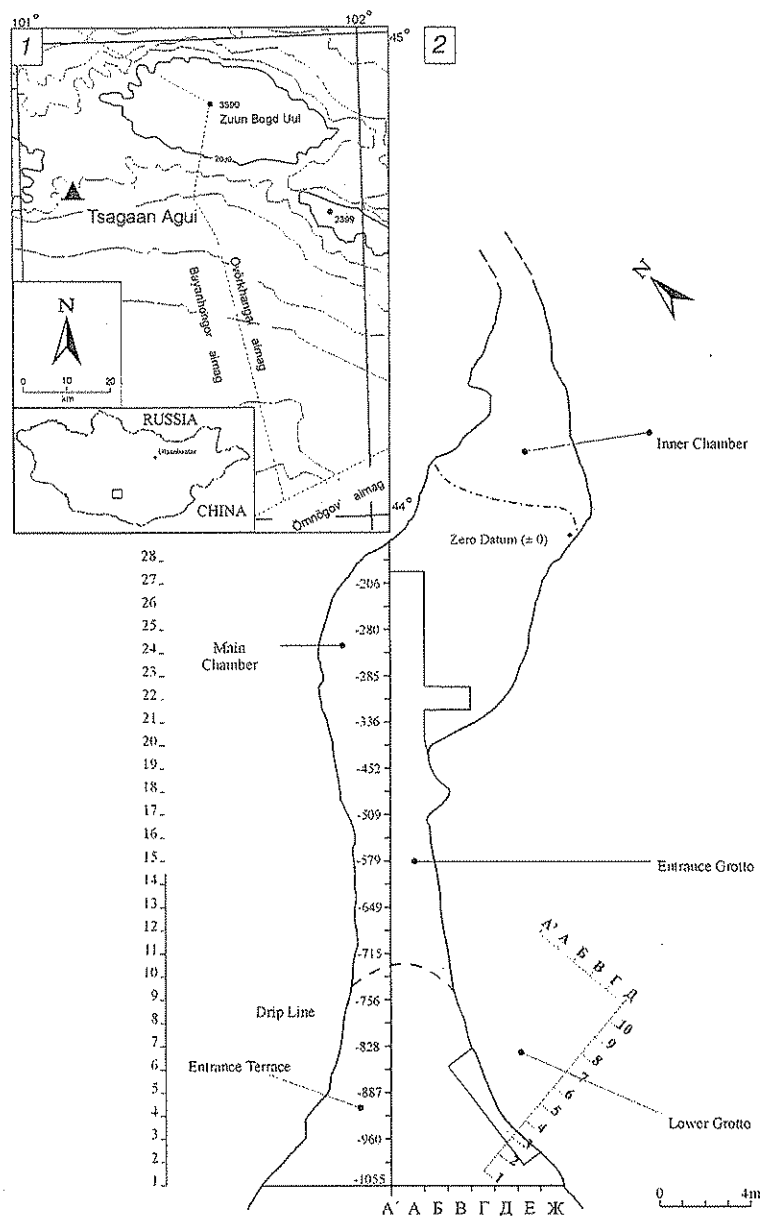 101°
102°
45°
1
2
3590
Zuun Bogd Uul
2000
Tsagaan Agui
2399
Övörkhangai aimag
Bayanhongor aimag
N
0 10 20
km
RUSSIA
Ulaanbaatar
CHINA
44°
Ömnögov' aimag
N
Inner Chamber
Zero Datum (± 0)
28
27
26
25
24
23
22
21
20
19
18
17
16
15
14
13
12
11
10
9
8
7
6
5
4
3
2
1
-206
-280
-285
-336
-452
-509
-579
-649
-715
-756
-828
-887
-960
-1055
Main
Chamber
Entrance Grotto
А' А Б В Г Д
10
9
8
7
6
5
4
3
2
1
Drip Line
Entrance Terrace
Lower Grotto
А' А Б В Г Д Е Ж
0 4m